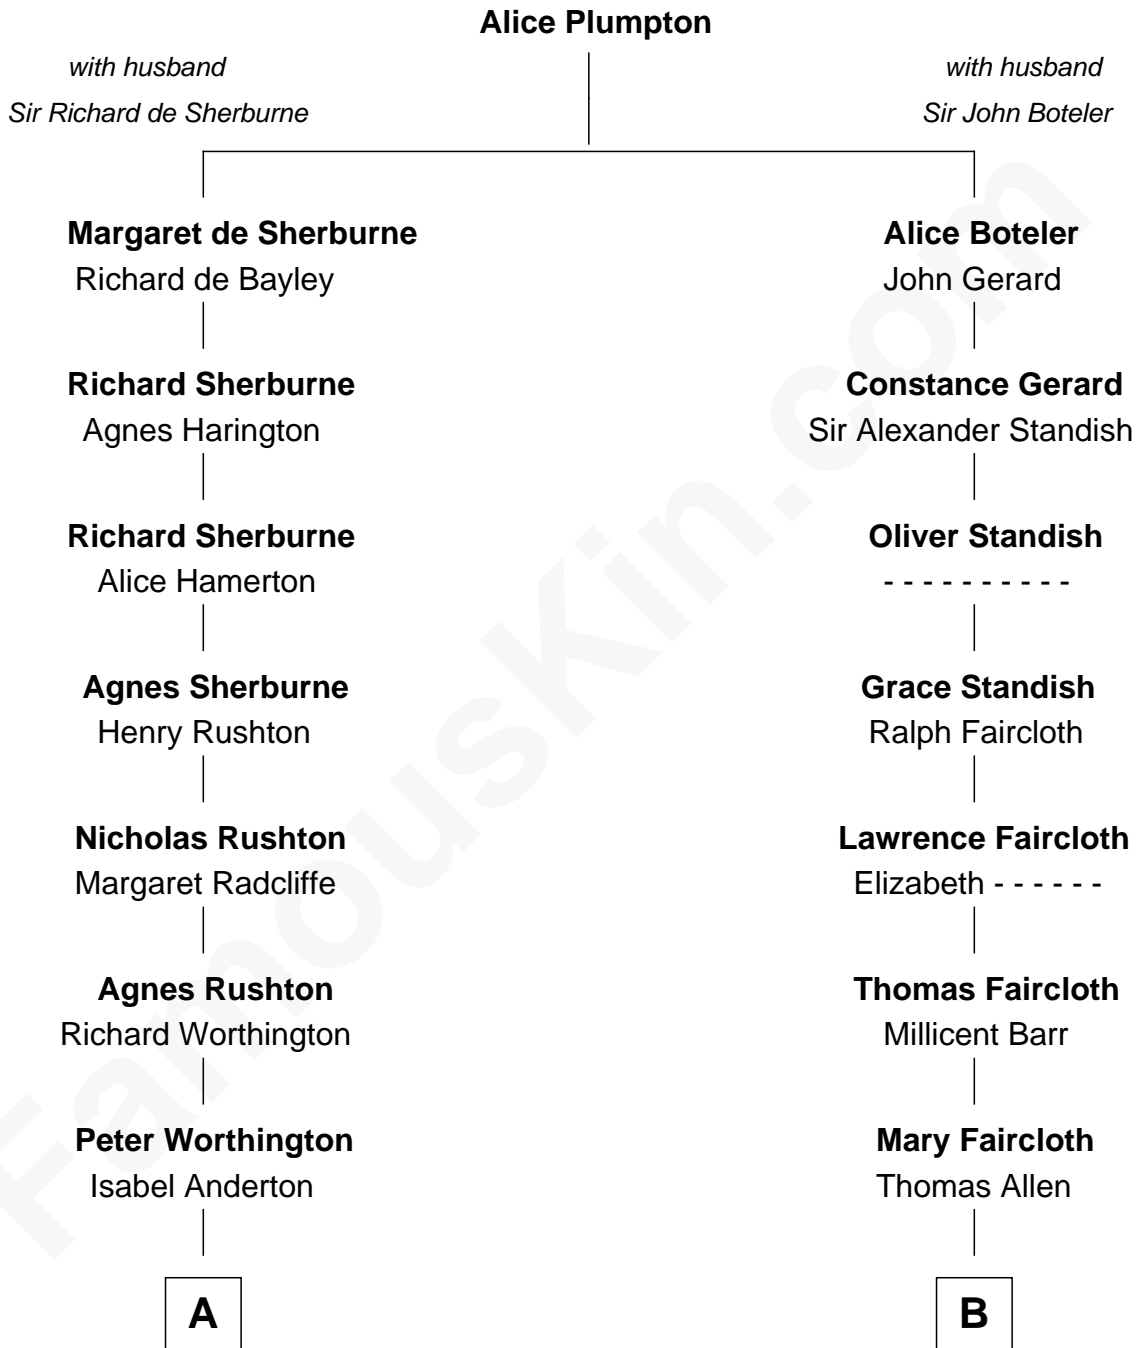 Alice Plumpton
with husband
Sir Richard de Sherburne
with husband
Sir John Boteler
Margaret de Sherburne
Richard de Bayley
Alice Boteler
John Gerard
Richard Sherburne
Agnes Harington
Constance Gerard
Sir Alexander Standish
Richard Sherburne
Alice Hamerton
Oliver Standish
- - - - - - - - - -
Agnes Sherburne
Henry Rushton
Grace Standish
Ralph Faircloth
Nicholas Rushton
Margaret Radcliffe
Lawrence Faircloth
Elizabeth - - - - - -
Agnes Rushton
Richard Worthington
Thomas Faircloth
Millicent Barr
Peter Worthington
Isabel Anderton
Mary Faircloth
Thomas Allen
A
B
FamousKin.com